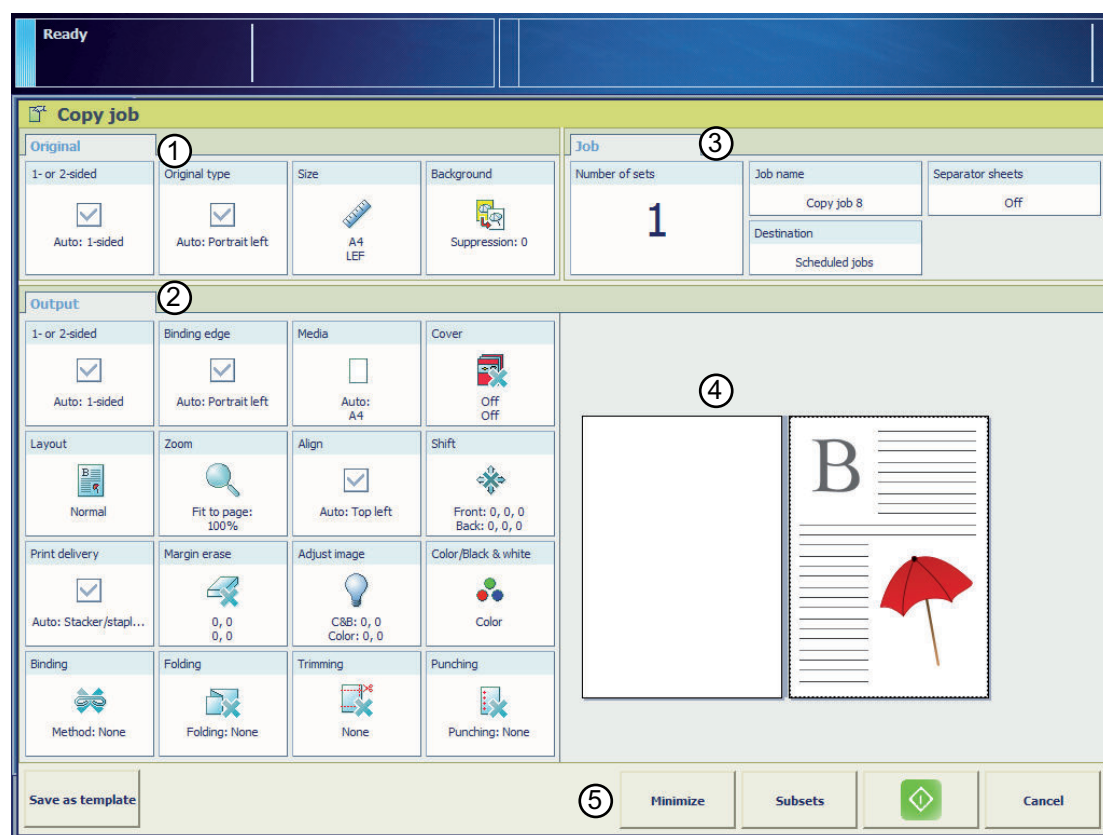 Ready
Copy job
Original
1
1- or 2-sided
Auto: 1-sided
Original type
Auto: Portrait left
Size
A4
LEF
Background
Suppression: 0
Job
3
Number of sets
1
Job name
Copy job 8
Destination
Scheduled jobs
Separator sheets
Off
Output
2
1- or 2-sided
Auto: 1-sided
Binding edge
Auto: Portrait left
Media
Auto:
A4
Cover
Off
Off
Layout
B
Normal
Zoom
Fit to page:
100%
Align
Auto: Top left
Shift
Front: 0, 0, 0
Back: 0, 0, 0
Print delivery
Auto: Stacker/stapl...
Margin erase
0, 0
0, 0
Adjust image
C&B: 0, 0
Color: 0, 0
Color/Black & white
Color
Binding
Method: None
Folding
Folding: None
Trimming
None
Punching
Punching: None
4
B
Save as template
5
Minimize
Subsets
Cancel